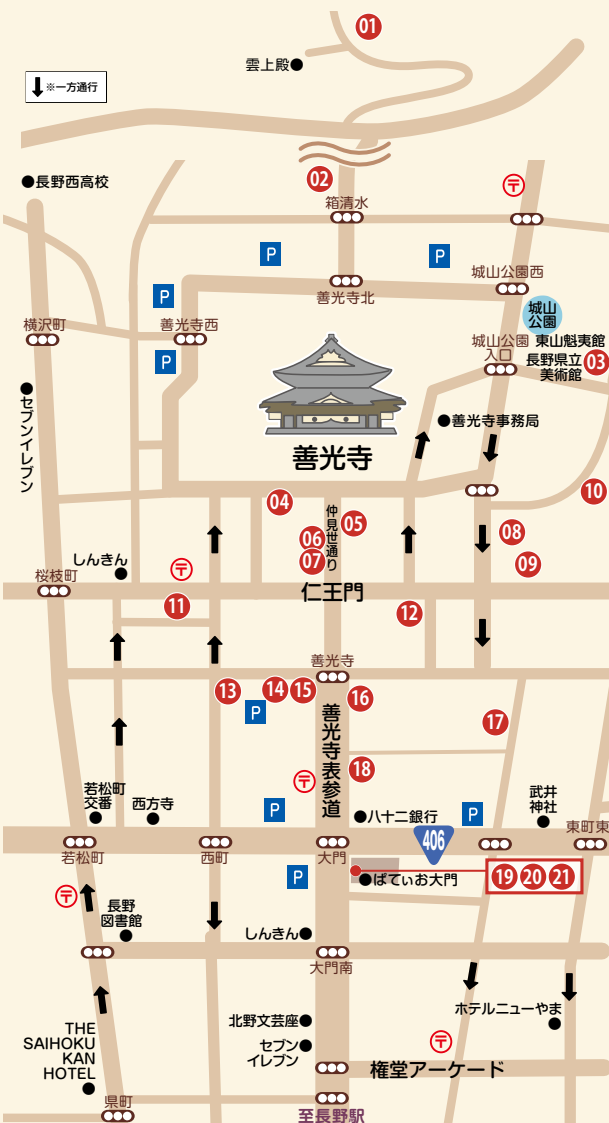 01
雲上殿
※一方通行
長野西高校
02
〒
箱清水
P
P
城山公園西
P
善光寺北
城山
公園
横沢町
善光寺西
城山公園
入口
東山魁夷館
長野県立
美術館
03
P
セブンイレブン
善光寺事務局
善光寺
10
04
仲見世通り
05
06
07
08
09
しんきん
〒
桜枝町
仁王門
11
12
善光寺
13
14
15
16
P
善光寺表参道
17
18
〒
若松町
交番
西方寺
P
八十二銀行
P
武井
神社
東町東
406
若松町
西町
大門
P
ぱてぃお大門
19
20
21
〒
長野
図書館
しんきん
大門南
ホテルニューやま
北野文芸座
THE
SAIHOKU
KAN
HOTEL
セブン
イレブン
〒
権堂アーケード
県町
至長野駅